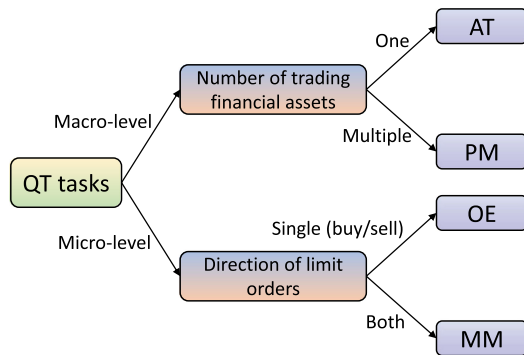 AT
One
Number of trading
financial assets
Macro-level
Multiple
PM
QT tasks
OE
Single (buy/sell)
Micro-level
Direction of limit
orders
Both
MM